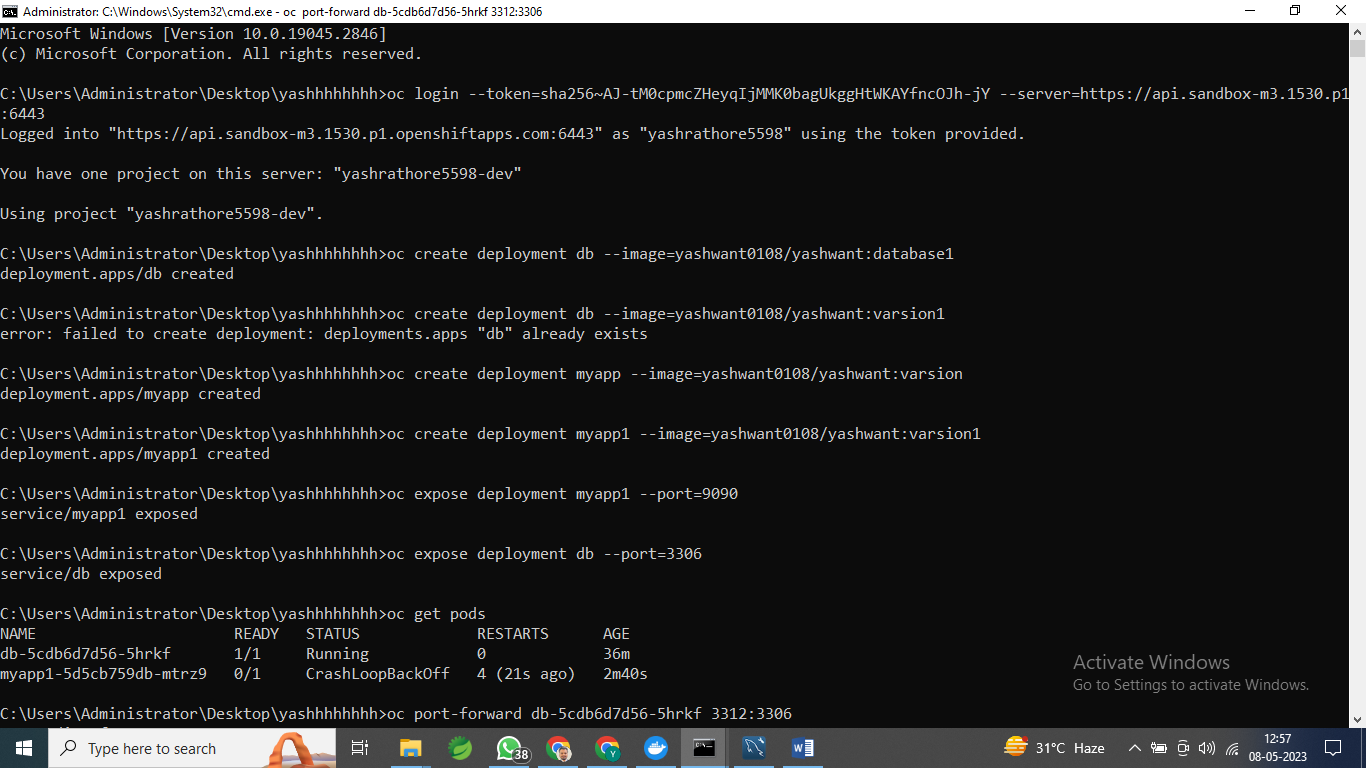 Administrator: C:\Windows\System32\cmd.exe - oc  port-forward db-5cdb6d7d56-5hrkf 3312:3306
Microsoft Windows [Version 10.0.19045.2846]
(c) Microsoft Corporation. All rights reserved.
C:\Users\Administrator\Desktop\yashhhhhhhh>oc login --token=sha256~AJ-tM0cpmcZHeyqIjMMK0bagUkggHtWKAYfncOJh-jY --server=https://api.sandbox-m3.1530.p1
:6443
Logged into "https://api.sandbox-m3.1530.p1.openshiftapps.com:6443" as "yashrathore5598" using the token provided.
You have one project on this server: "yashrathore5598-dev"
Using project "yashrathore5598-dev".
C:\Users\Administrator\Desktop\yashhhhhhhh>oc create deployment db --image=yashwant0108/yashwant:database1
deployment.apps/db created
C:\Users\Administrator\Desktop\yashhhhhhhh>oc create deployment db --image=yashwant0108/yashwant:varsion1
error: failed to create deployment: deployments.apps "db" already exists
C:\Users\Administrator\Desktop\yashhhhhhhh>oc create deployment myapp --image=yashwant0108/yashwant:varsion
deployment.apps/myapp created
C:\Users\Administrator\Desktop\yashhhhhhhh>oc create deployment myapp1 --image=yashwant0108/yashwant:varsion1
deployment.apps/myapp1 created
C:\Users\Administrator\Desktop\yashhhhhhhh>oc expose deployment myapp1 --port=9090
service/myapp1 exposed
C:\Users\Administrator\Desktop\yashhhhhhhh>oc expose deployment db --port=3306
service/db exposed
C:\Users\Administrator\Desktop\yashhhhhhhh>oc get pods
NAME                      READY   STATUS             RESTARTS      AGE
db-5cdb6d7d56-5hrkf       1/1     Running            0             36m
myapp1-5d5cb759db-mtrz9   0/1     CrashLoopBackOff   4 (21s ago)   2m40s
C:\Users\Administrator\Desktop\yashhhhhhhh>oc port-forward db-5cdb6d7d56-5hrkf 3312:3306
Activate Windows
Go to Settings to activate Windows.
Type here to search
38
31°C Haze
12:57
08-05-2023